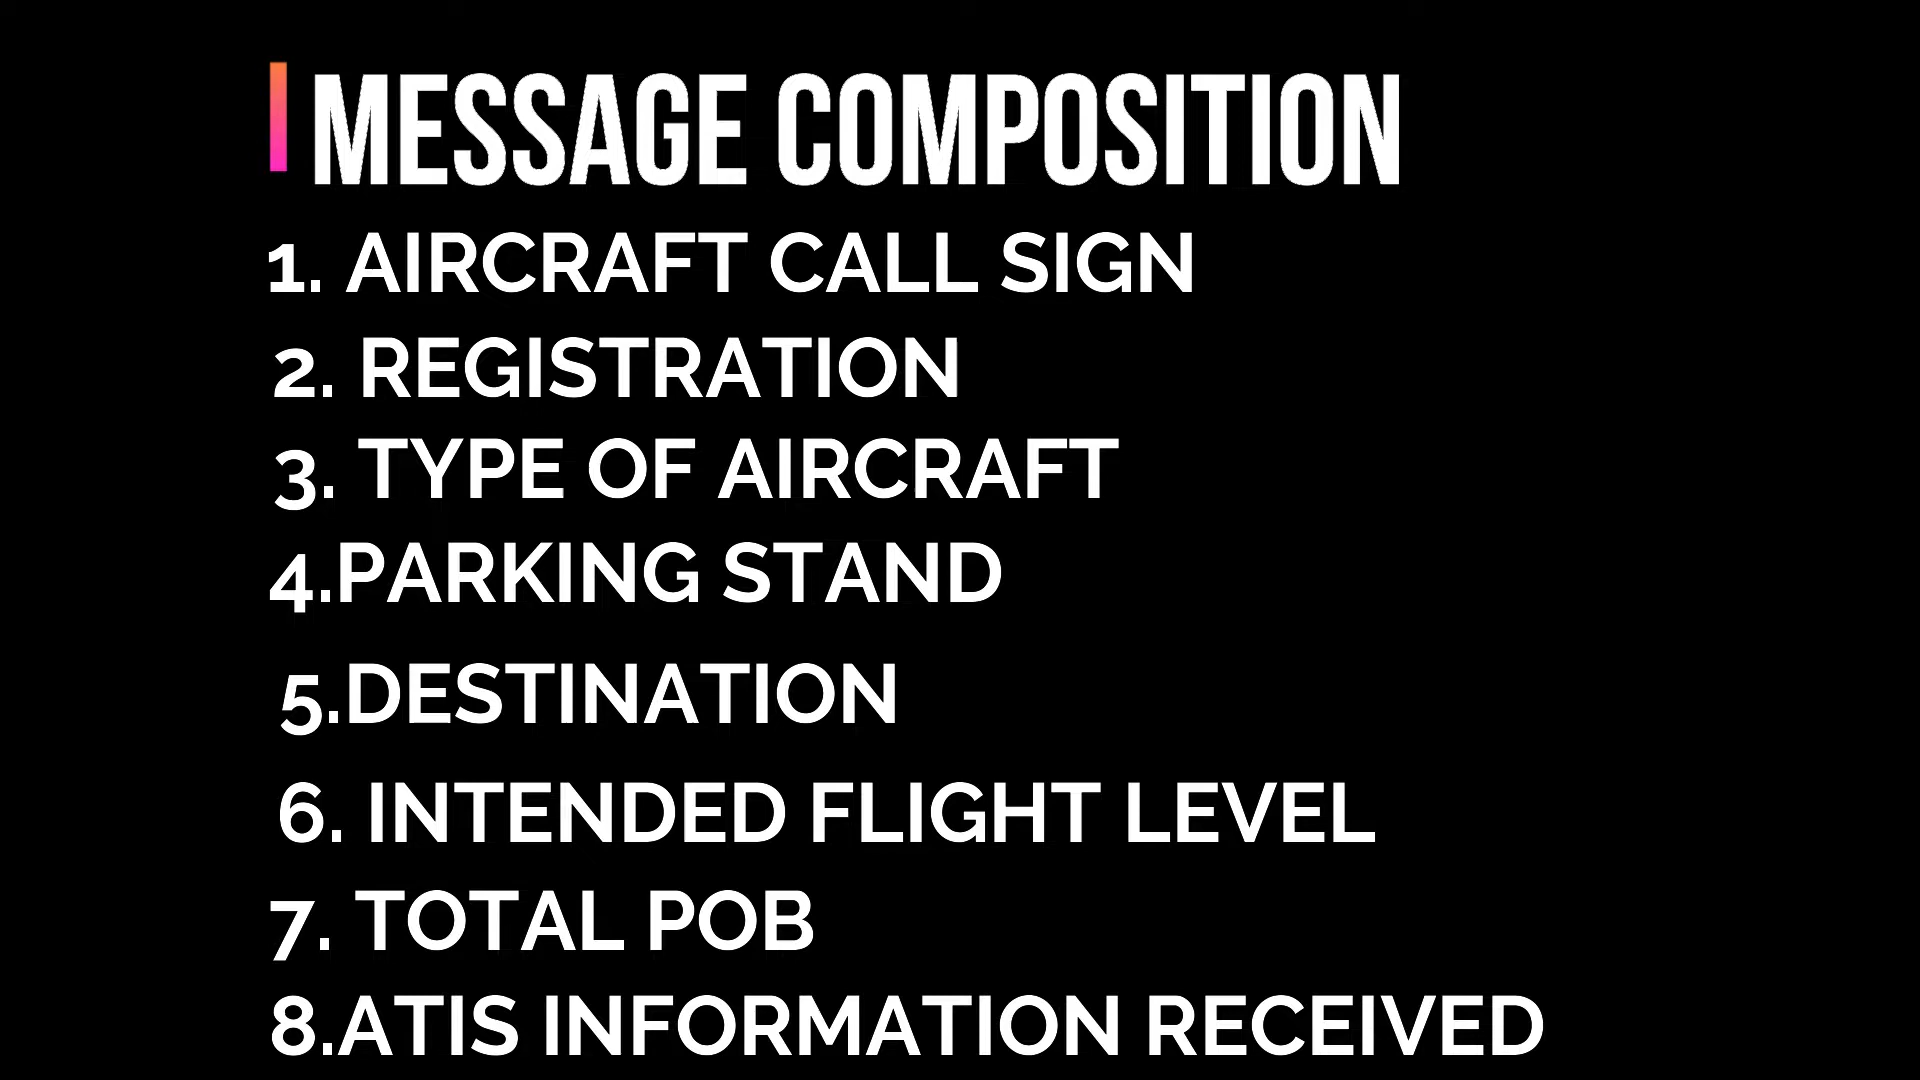 MESSAGE COMPOSITION
1. AIRCRAFT CALL SIGN
2. REGISTRATION
3. TYPE OF AIRCRAFT
4.PARKING STAND
5.DESTINATION
6. INTENDED FLIGHT LEVEL
7. TOTAL POB
8.ATIS INFORMATION RECEIVED